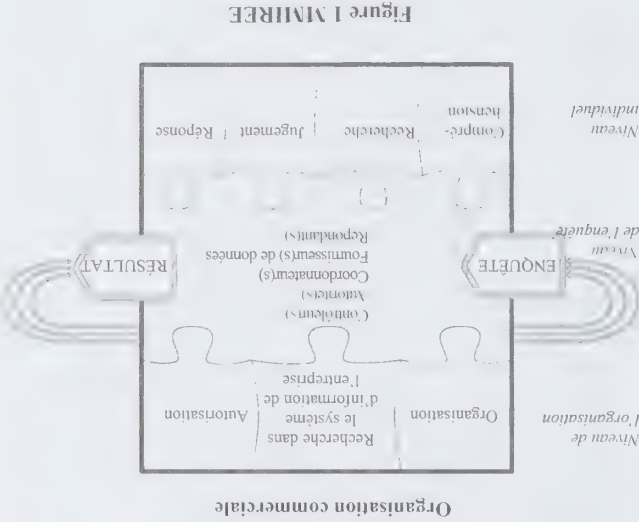 Organisation commerciale
Niveau de
l'organisation
Organisation
Recherche dans
le système
d'information de
l'entreprise
Autorisation
Contrôleur(s)
Autorité(s)
Coordonnateur(s)
Fournisseur(s) de données
Répondant(s)
Niveau
de l'enquête
ENQUÊTE
RÉSULTAT
Niveau
individuel
Compré-
hension
Recherche
Jugement
Réponse
Figure 1 MMIREE